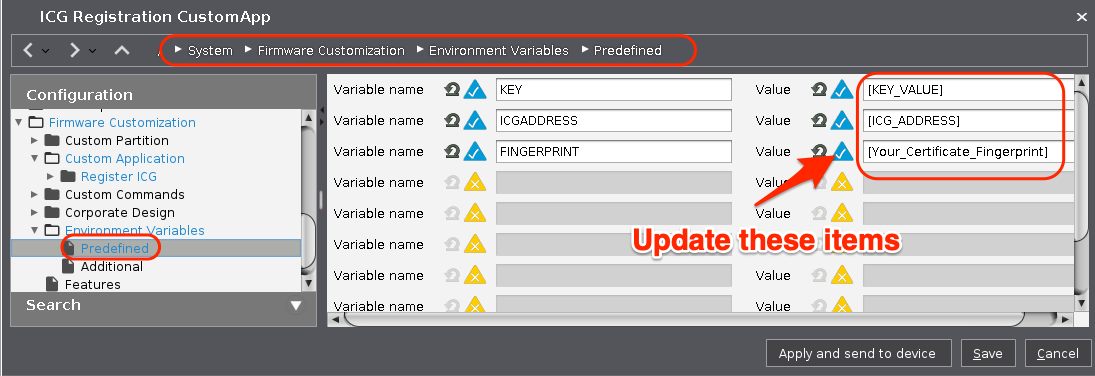 ICG Registration CustomApp
System Firmware Customization Environment Variables Predefined
Configuration
Firmware Customization
Custom Partition
Custom Application
Register ICG
Custom Commands
Corporate Design
Environment Variables
Predefined
Additional
Features
Search
Variable name KEY Value [KEY_VALUE]
Variable name ICGADDRESS Value [ICG_ADDRESS]
Variable name FINGERPRINT Value [Your_Certificate_Fingerprint]
Variable name Value
Variable name Value
Variable name
Variable name Value
Variable name Value
Update these items
Apply and send to device Save Cancel